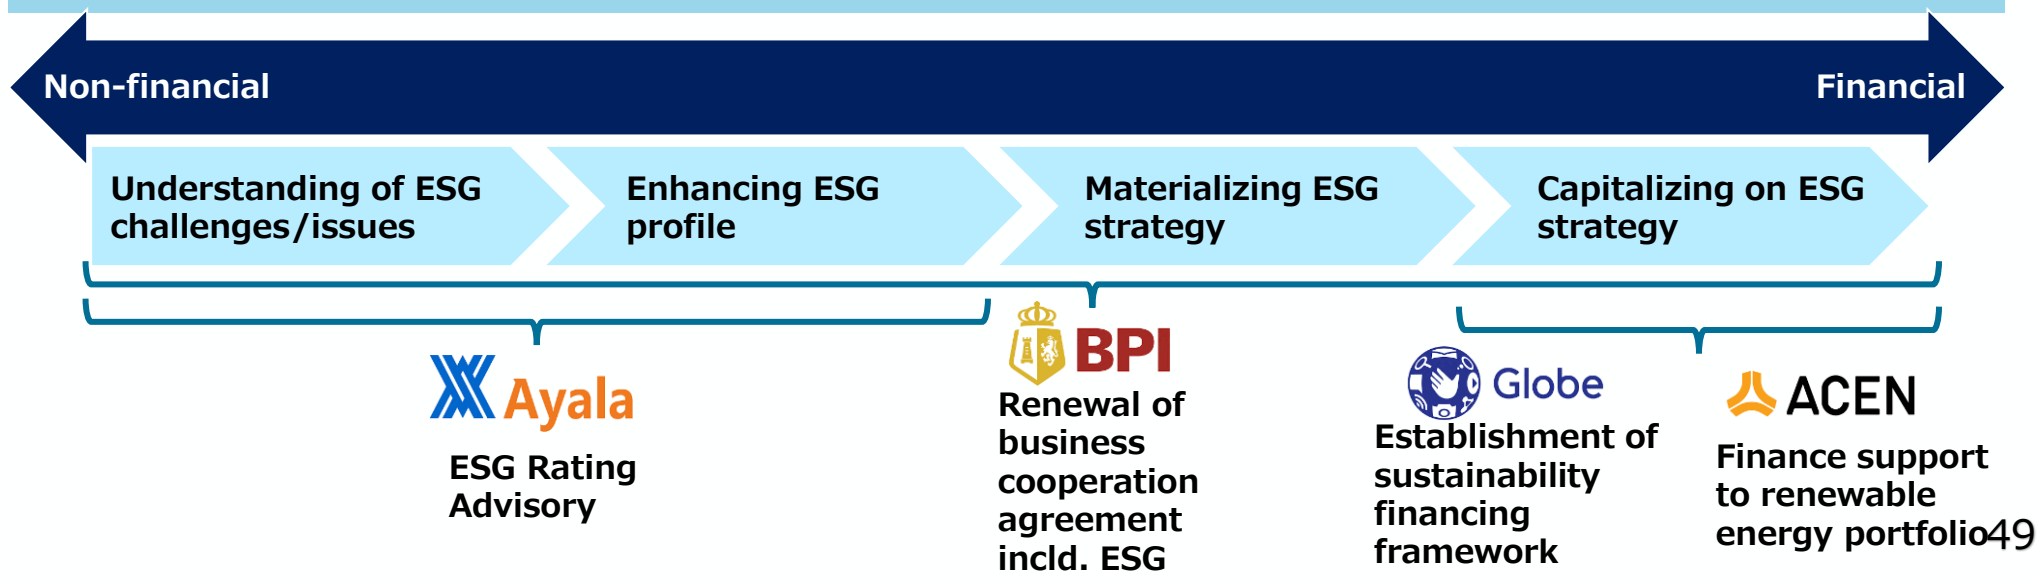 Non-financial
Financial
Understanding of ESG
challenges/issues
Enhancing ESG
profile
Materializing ESG
strategy
Capitalizing on ESG
strategy
Ayala
ESG Rating
Advisory
BPI
Renewal of
business
cooperation
agreement
incld. ESG
Globe
Establishment of
sustainability
financing
framework
ACEN
Finance support
to renewable
energy portfolio
49